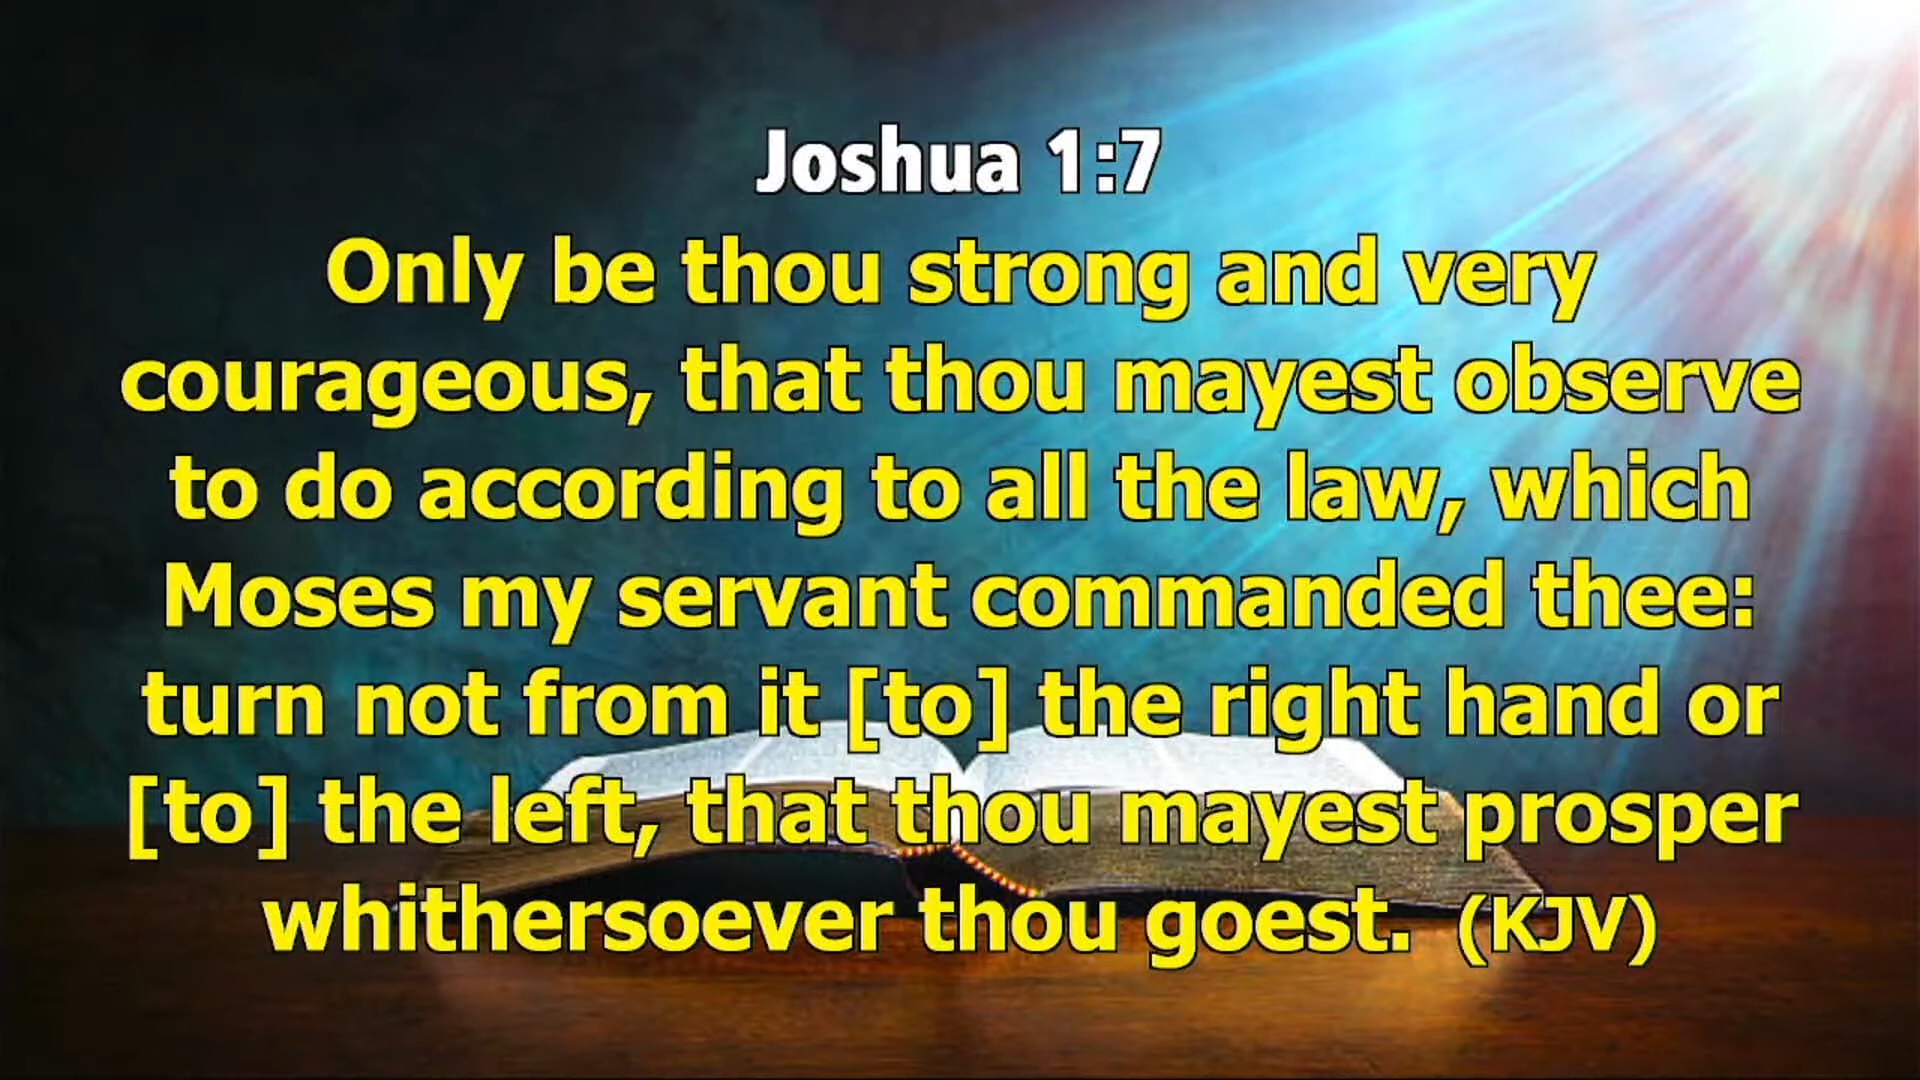 Joshua 1:7
Only be thou strong and very
courageous, that thou mayest observe
to do according to all the law, which
Moses my servant commanded thee:
turn not from it [to] the right hand or
[to] the left, that thou mayest prosper
whithersoever thou goest. (KJV)